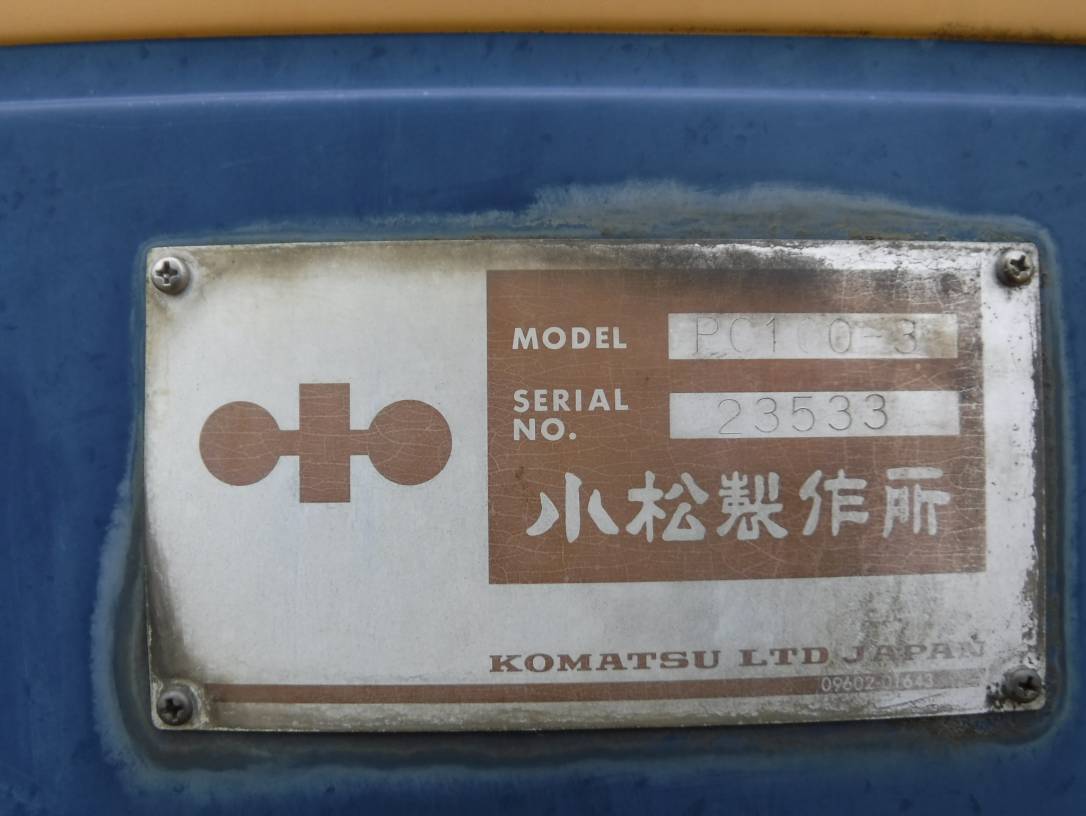 MODEL PC100-3
SERIAL NO. 23533
小松製作所
KOMATSU LTD JAPAN
09602-01643